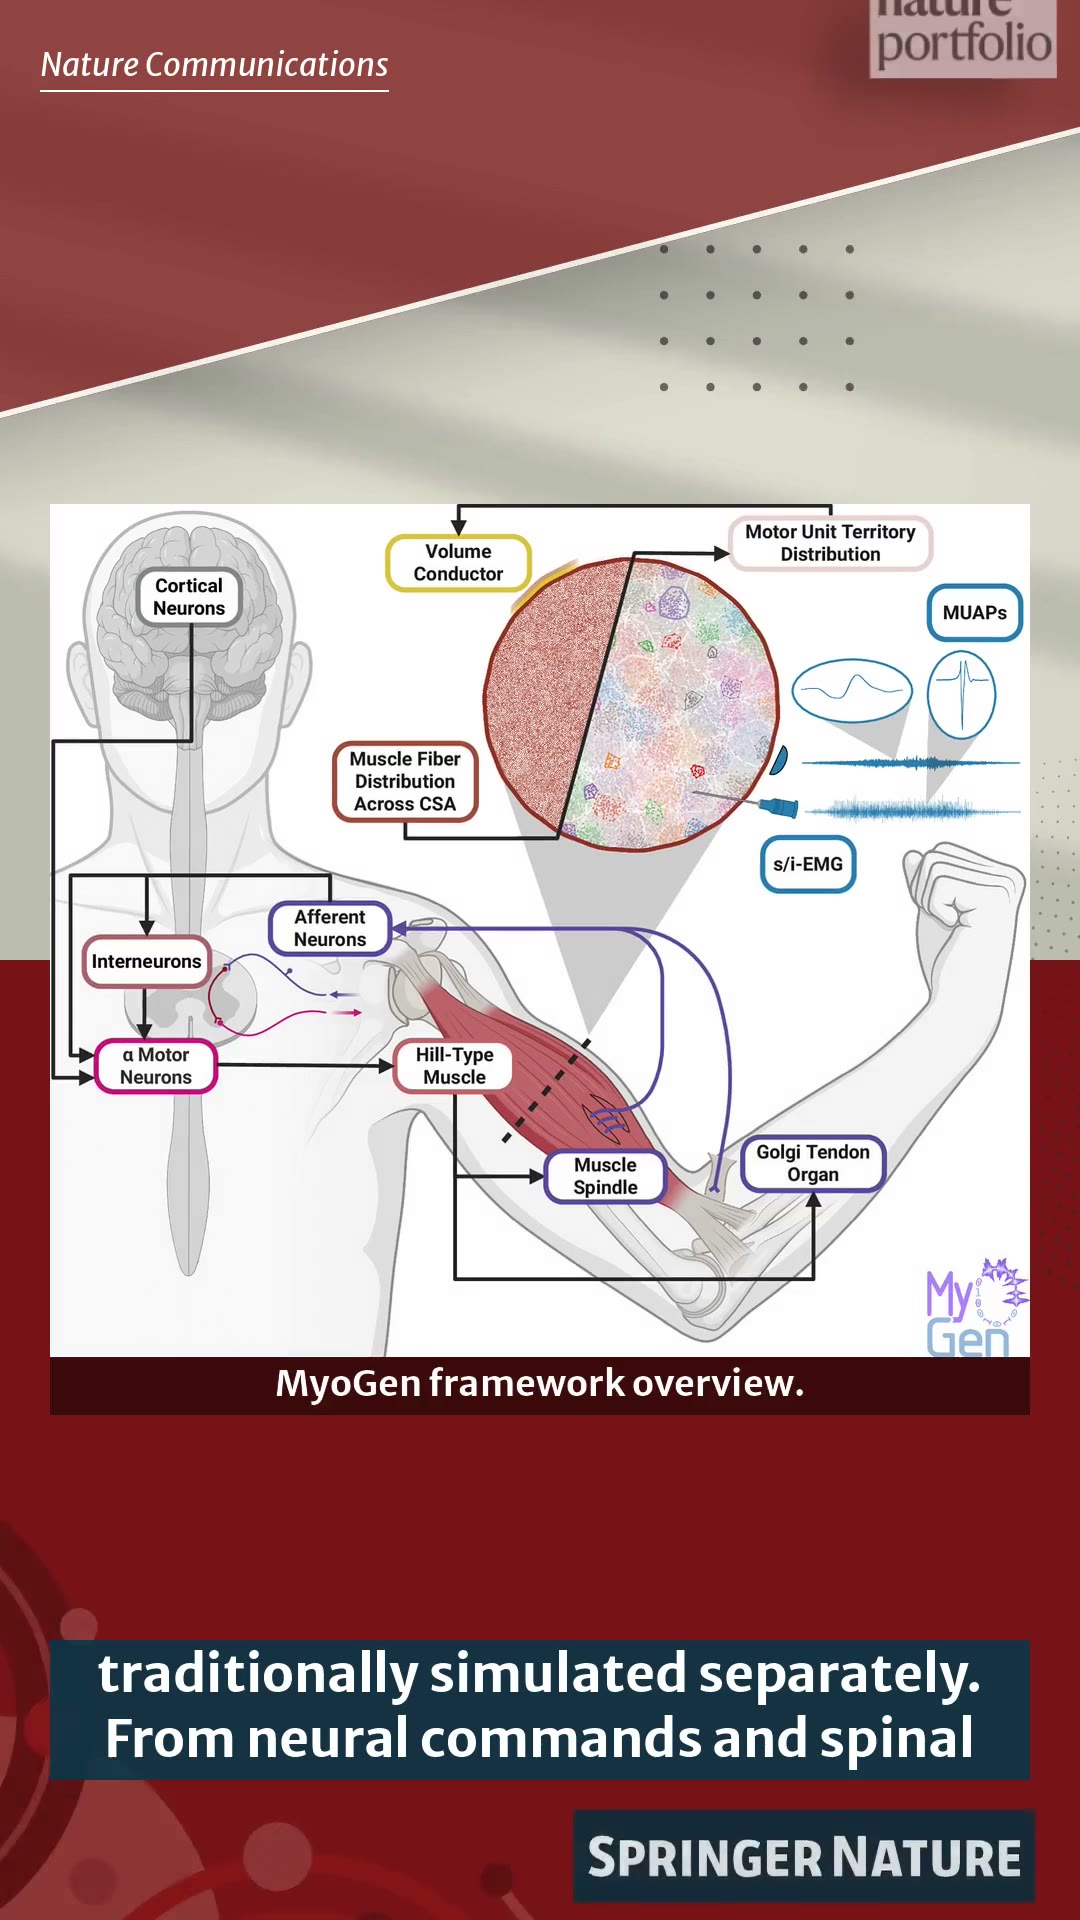 nature
portfolio
Nature Communications
Volume
Conductor
Motor Unit Territory
Distribution
Cortical
Neurons
MUAPs
Muscle Fiber
Distribution
Across CSA
s/i-EMG
Afferent
Neurons
Interneurons
α Motor
Neurons
Hill-Type
Muscle
Muscle
Spindle
Golgi Tendon
Organ
Myo
Gen
MyoGen framework overview.
traditionally simulated separately.
From neural commands and spinal
SPRINGER NATURE